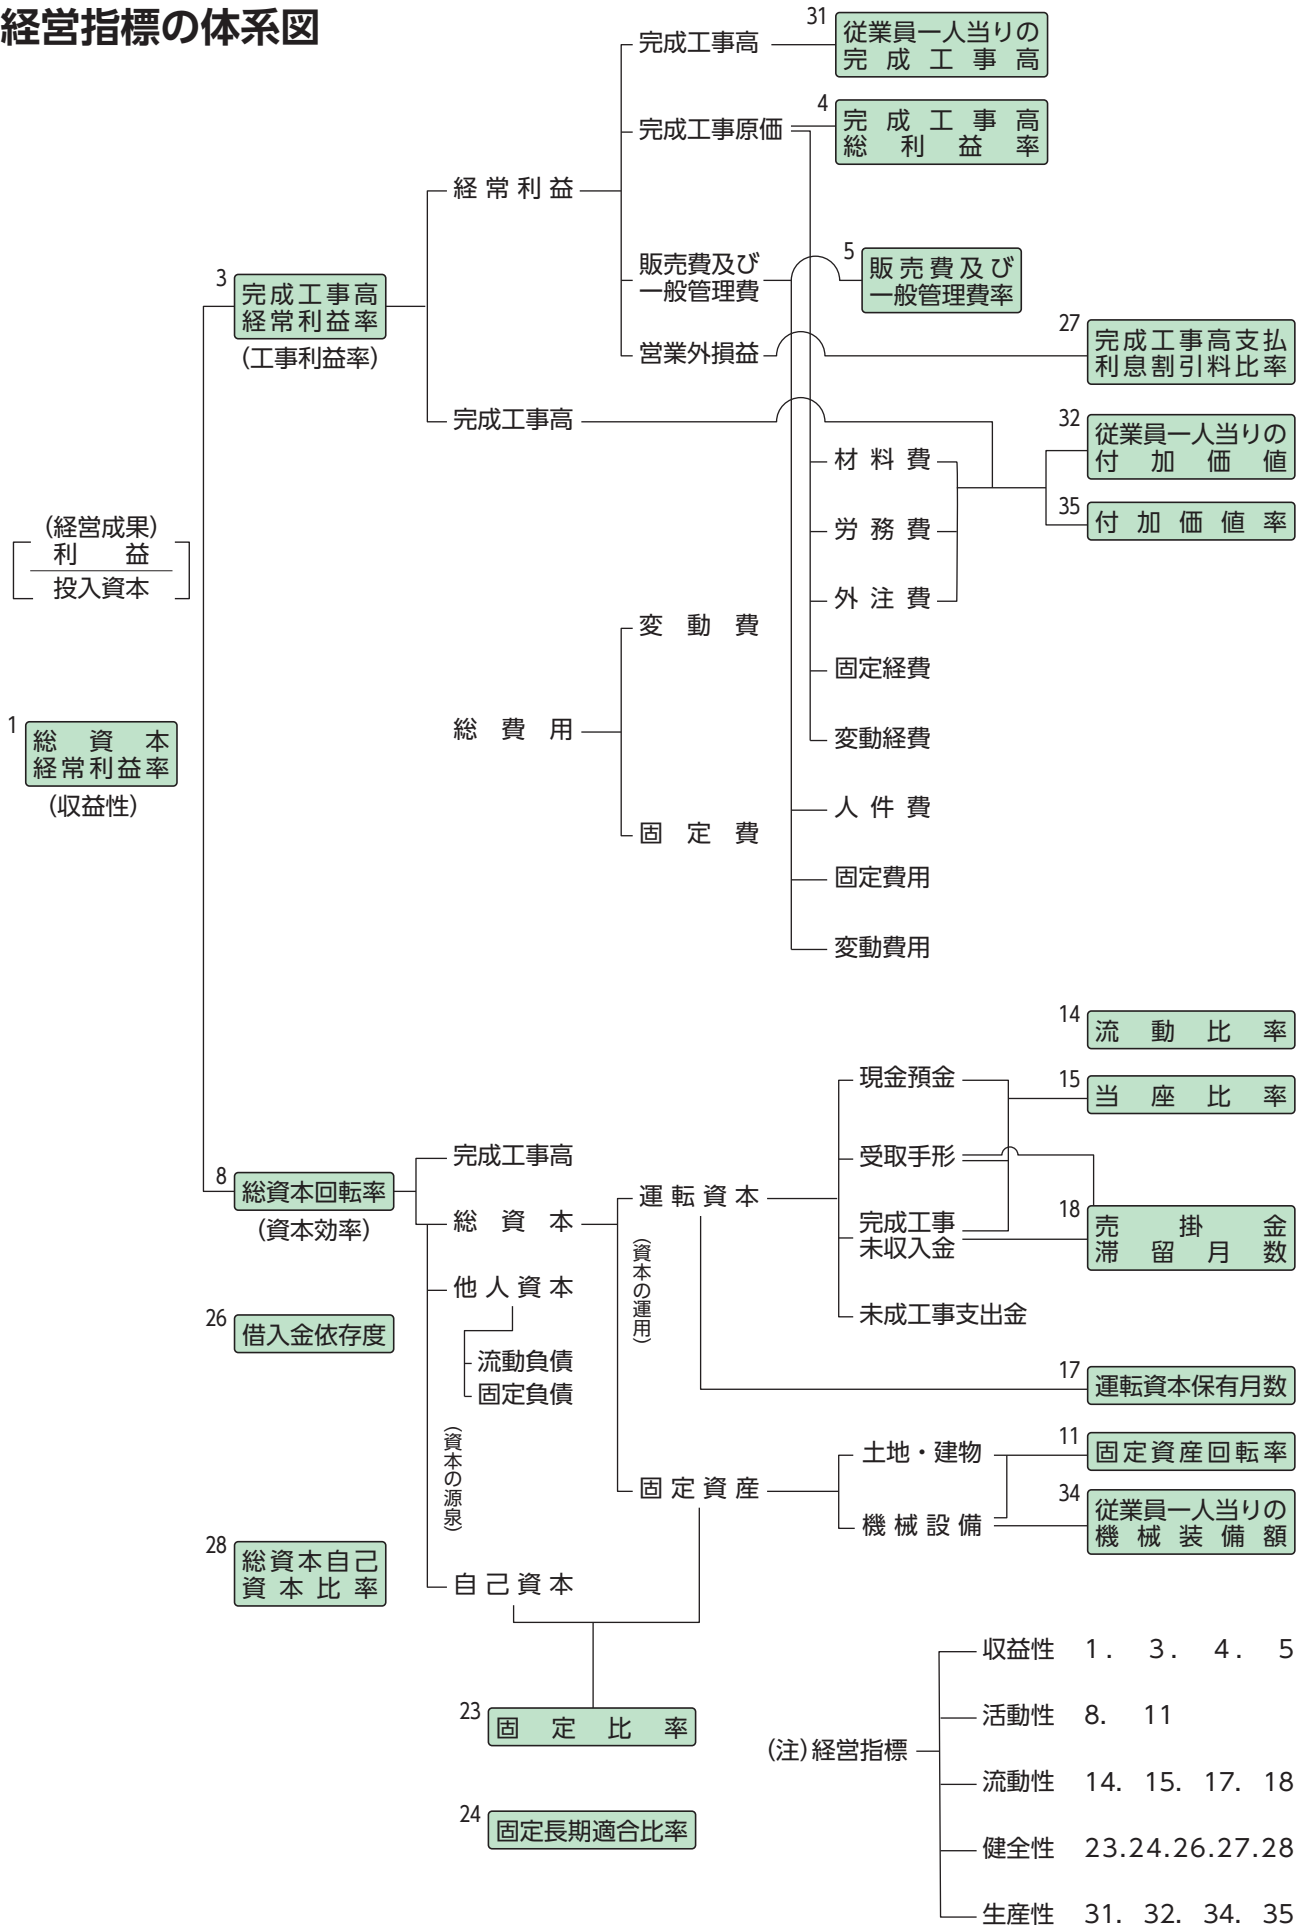 経営指標の体系図
31
従業員一人当りの
完成工事高
完成工事高
4
完成工事高
総利益率
完成工事原価
経常利益
販売費及び
一般管理費
5
販売費及び
一般管理費率
3
完成工事高
経常利益率
(工事利益率)
営業外損益
27
完成工事高支払
利息割引料比率
完成工事高
32
従業員一人当りの
付加価値
材料費
35
付加価値率
(経営成果)
利益
投入資本
労務費
外注費
変動費
固定経費
総費用
変動経費
1
総資本
経常利益率
(収益性)
人件費
固定費
固定費用
変動費用
14
流動比率
現金預金
15
当座比率
完成工事高
受取手形
8
総資本回転率
(資本効率)
総資本
運転資本
完成工事
未収入金
18
売掛金
滞留月数
(資本の運用)
他人資本
未成工事支出金
26
借入金依存度
流動負債
固定負債
17
運転資本保有月数
(資本の源泉)
土地・建物
11
固定資産回転率
固定資産
機械設備
34
従業員一人当りの
機械装備額
28
総資本自己
資本比率
自己資本
23
固定比率
24
固定長期適合比率
(注)経営指標
収益性 1. 3. 4. 5
活動性 8. 11
流動性 14. 15. 17. 18
健全性 23.24.26.27.28
生産性 31. 32. 34. 35